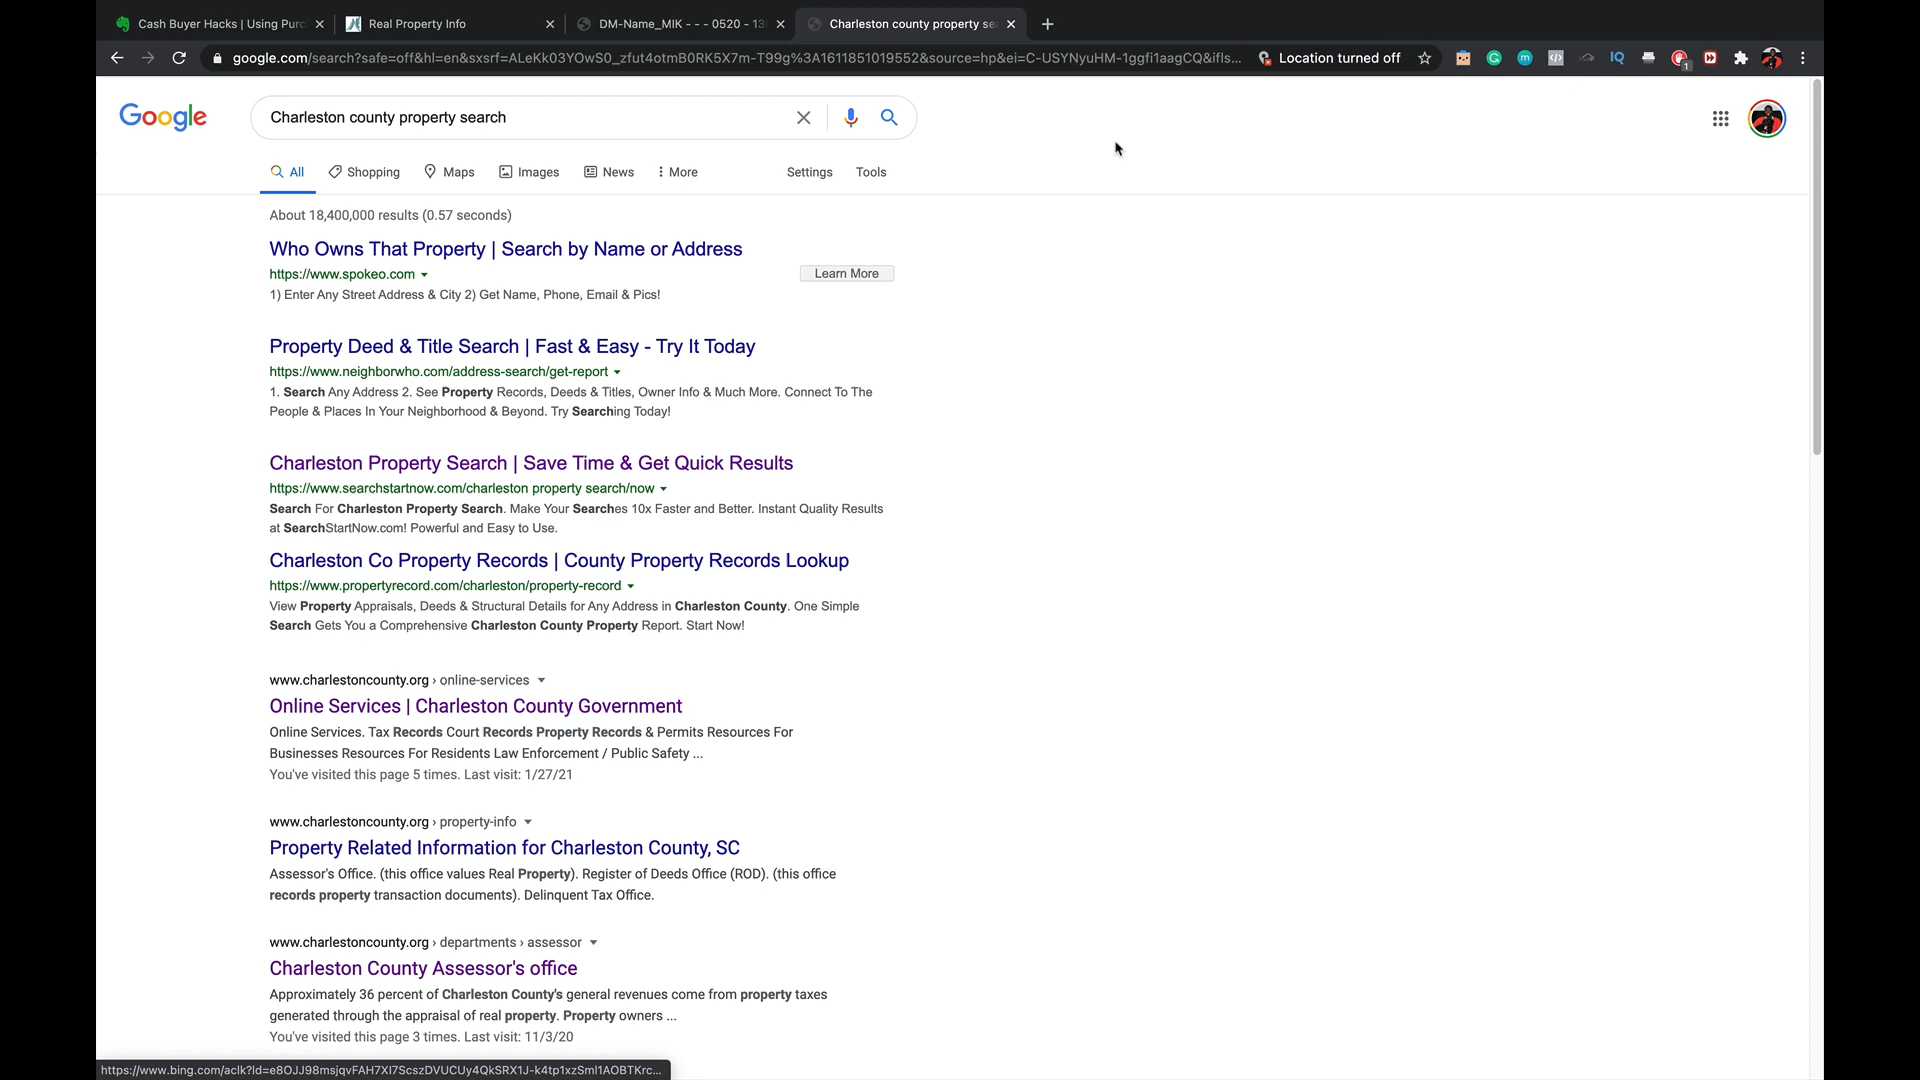 Cash Buyer Hacks | Using Purc
Real Property Info
DM-Name_MIK - - - 0520 - 13
Charleston county property se
google.com/search?safe=off&hl=en&sxsrf=ALeKk03YOwS0_zfut4otmB0RK5X7m-T99g%3A1611851019552&source=hp&ei=C-USYNyuHM-1ggfi1aagCQ&ifls...
Location turned off
IQ
1
Google
Charleston county property search
All
Shopping
Maps
Images
News
More
Settings
Tools
About 18,400,000 results (0.57 seconds)
Who Owns That Property | Search by Name or Address
https://www.spokeo.com
Learn More
1) Enter Any Street Address & City 2) Get Name, Phone, Email & Pics!
Property Deed & Title Search | Fast & Easy - Try It Today
https://www.neighborwho.com/address-search/get-report
1. Search Any Address 2. See Property Records, Deeds & Titles, Owner Info & Much More. Connect To The
People & Places In Your Neighborhood & Beyond. Try Searching Today!
Charleston Property Search | Save Time & Get Quick Results
https://www.searchstartnow.com/charleston property search/now
Search For Charleston Property Search. Make Your Searches 10x Faster and Better. Instant Quality Results
at SearchStartNow.com! Powerful and Easy to Use.
Charleston Co Property Records | County Property Records Lookup
https://www.propertyrecord.com/charleston/property-record
View Property Appraisals, Deeds & Structural Details for Any Address in Charleston County. One Simple
Search Gets You a Comprehensive Charleston County Property Report. Start Now!
www.charlestoncounty.org › online-services
Online Services | Charleston County Government
Online Services. Tax Records Court Records Property Records & Permits Resources For
Businesses Resources For Residents Law Enforcement / Public Safety ...
You've visited this page 5 times. Last visit: 1/27/21
www.charlestoncounty.org › property-info
Property Related Information for Charleston County, SC
Assessor's Office. (this office values Real Property). Register of Deeds Office (ROD). (this office
records property transaction documents). Delinquent Tax Office.
www.charlestoncounty.org › departments › assessor
Charleston County Assessor's office
Approximately 36 percent of Charleston County's general revenues come from property taxes
generated through the appraisal of real property. Property owners ...
You've visited this page 3 times. Last visit: 11/3/20
https://www.bing.com/aclk?ld=e8OJJ98msjqvFAH7XI7ScszDVUCUy4QkSRX1J-k4tp1xzSml1AOBTKrc...